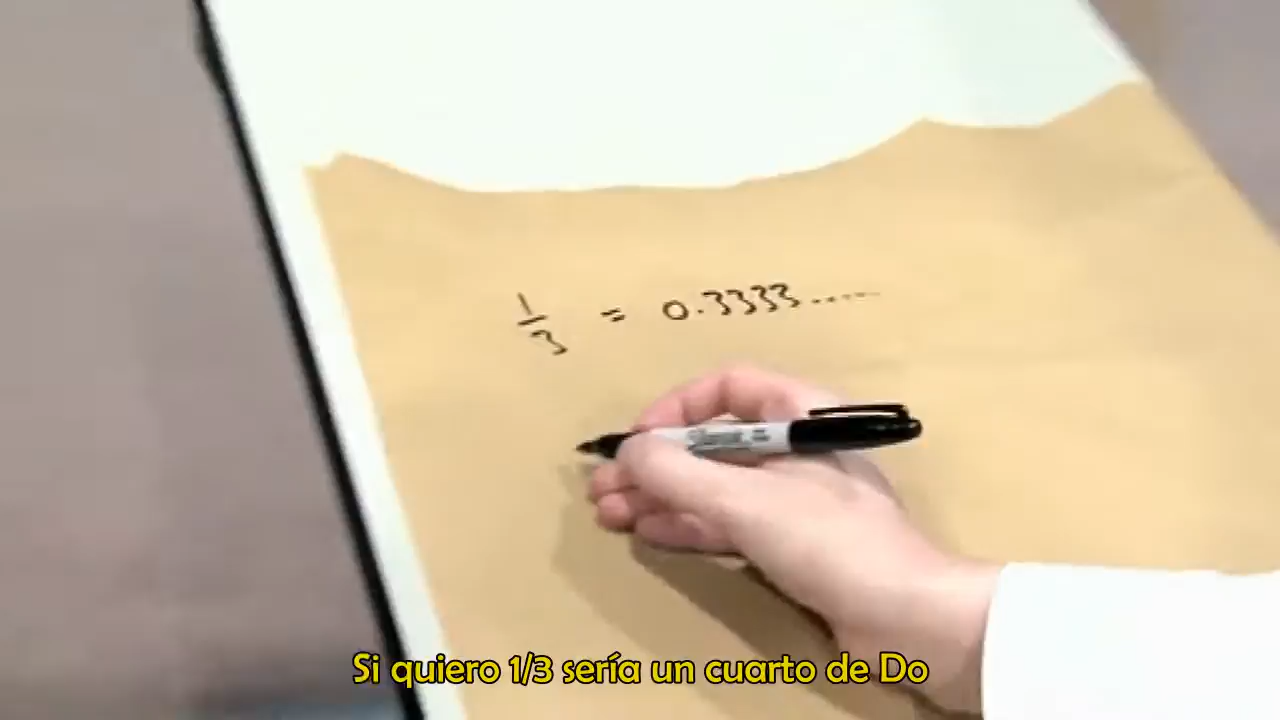 1/3 = 0.3333......
Si quiero 1/3 sería un cuarto de Do